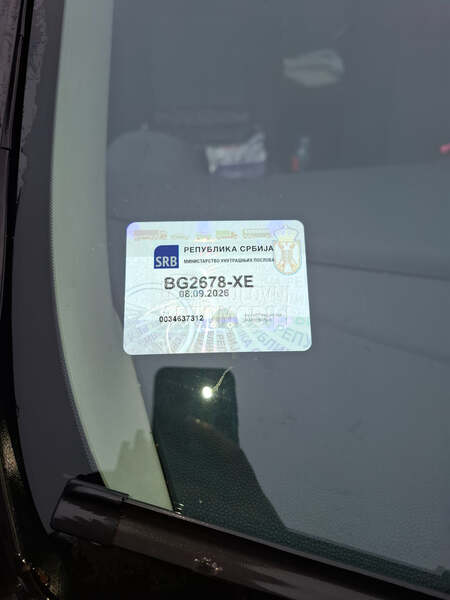 РЕПУБЛИКА СРБИЈА
SRB
МИНИСТАРСТВО УНУТРАШЊИХ ПОСЛОВА
BG2678-XE
08.09.2026
0034637312